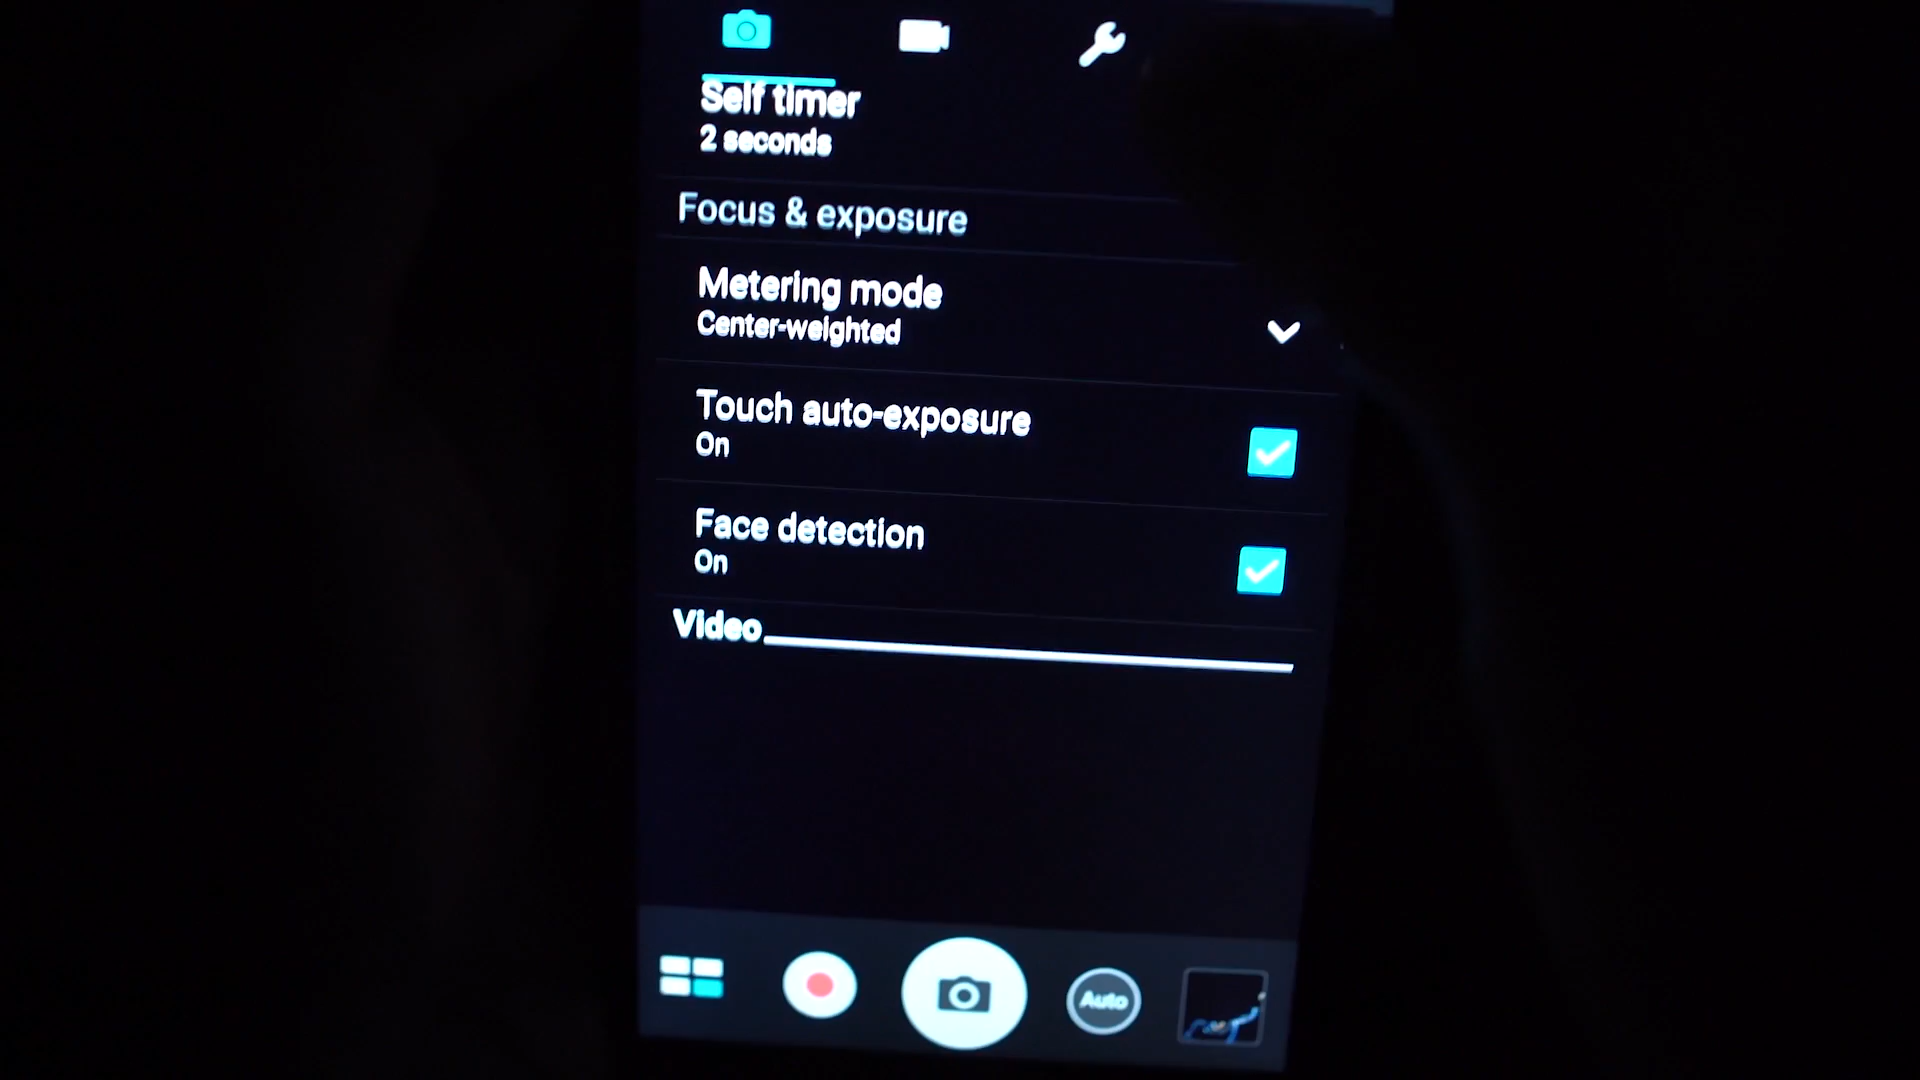 Self timer
2 seconds
Focus & exposure
Metering mode
Center-weighted
Touch auto-exposure
On
Face detection
On
Video
Auto